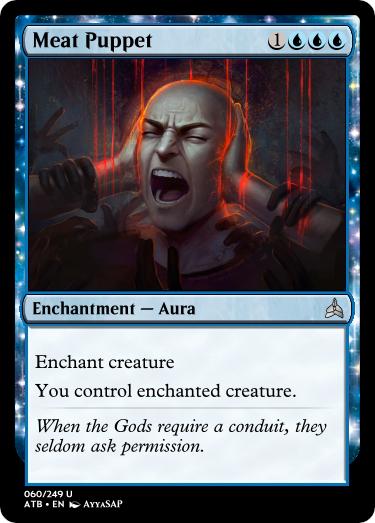 Meat Puppet 1
Enchantment — Aura
Enchant creature
You control enchanted creature.
When the Gods require a conduit, they
seldom ask permission.
060/249 U
ATB • EN AyyaSAP